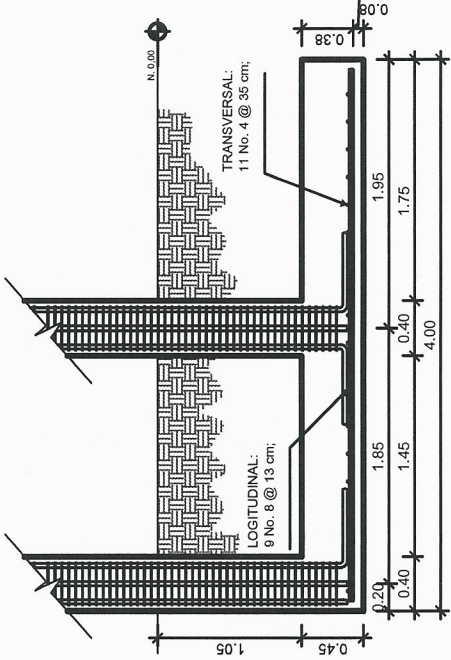 N. 0,00
TRANSVERSAL:
11 No. 4 @ 35 cm;
LOGITUDINAL:
9 No. 8 @ 13 cm;
1.05
0.45
0.38
0.08
0.20
1.85
1.95
0.40
1.45
0.40
1.75
4.00